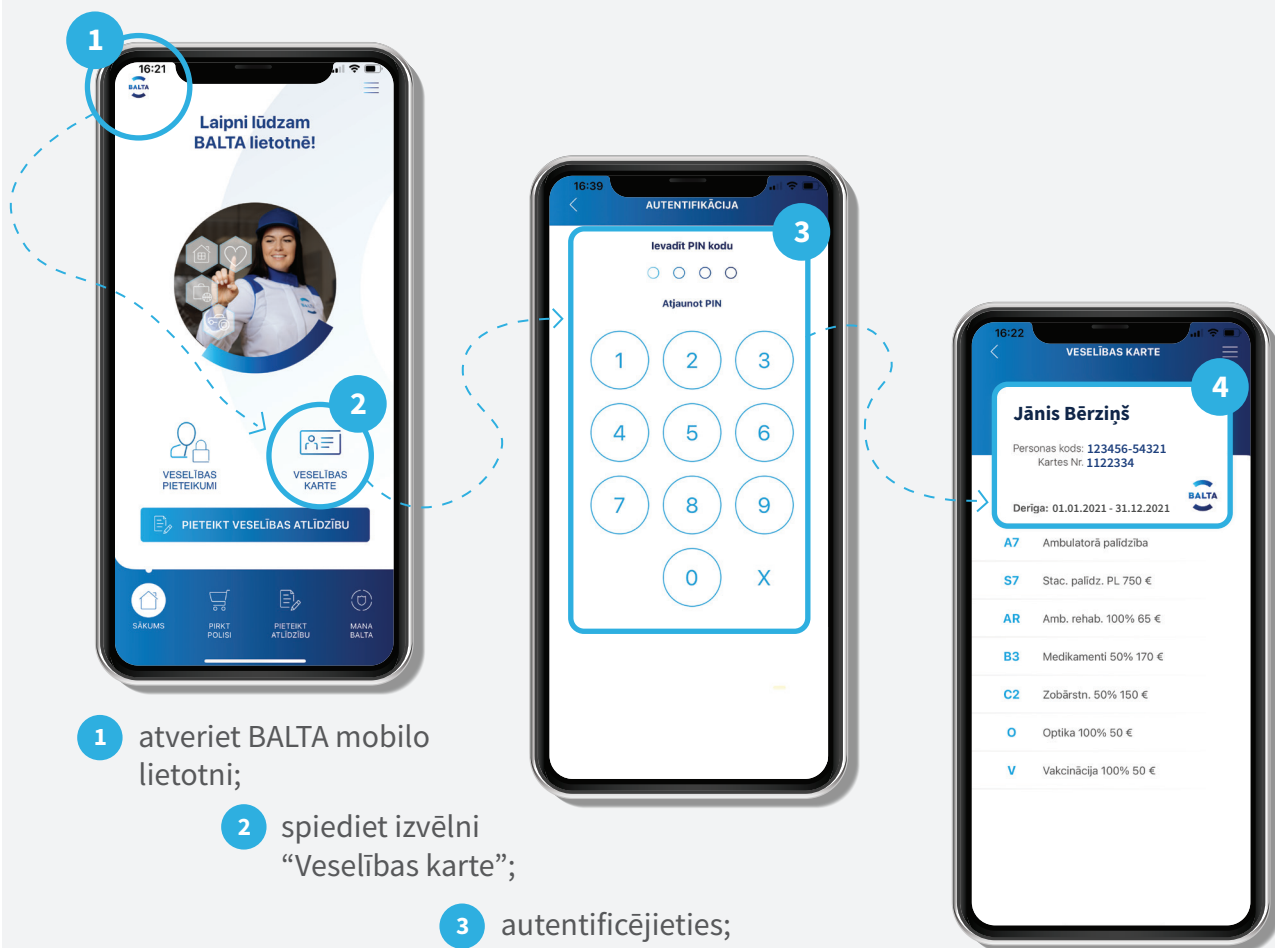 1
16:21
BALTA
Laipni lūdzam
BALTA lietotnē!
2
VESELĪBAS
PIETEIKUMI
VESELĪBAS
KARTE
PIETEIKT VESELĪBAS ATLĪDZĪBU
SĀKUMS
PIRKT
POLISI
PIETEIKT
ATLĪDZĪBU
MANA
BALTA
16:39
AUTENTIFIKĀCIJA
3
Ievadīt PIN kodu
Atjaunot PIN
1 2 3
4 5 6
7 8 9
0 X
16:22
VESELĪBAS KARTE
4
Jānis Bērziņš
Personas kods: 123456-54321
Kartes Nr. 1122334
BALTA
Derīga: 01.01.2021 - 31.12.2021
A7 Ambulatorā palīdzība
S7 Stac. palīdz. PL 750 €
AR Amb. rehab. 100% 65 €
B3 Medikamenti 50% 170 €
C2 Zobārstn. 50% 150 €
O Optika 100% 50 €
V Vakcinācija 100% 50 €
1 atveriet BALTA mobilo
lietotni;
2 spiediet izvēlni
“Veselības karte”;
3 autentificējieties;